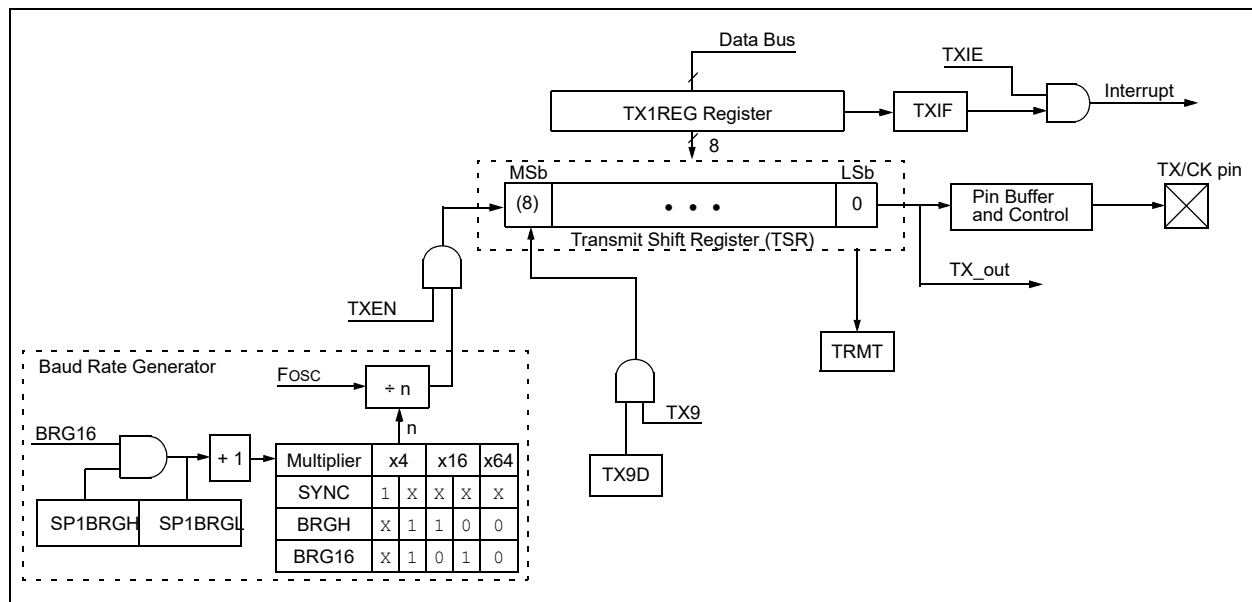 Data Bus
TXIE
Interrupt
TX1REG Register
TXIF
8
MSb
LSb
TX/CK pin
(8)
• • •
0
Pin Buffer
and Control
Transmit Shift Register (TSR)
TX_out
TXEN
TRMT
Baud Rate Generator
FOSC
÷ n
n
TX9
BRG16
+ 1
TX9D
Multiplier x4 x16 x64
SYNC 1 X X X X
BRGH X 1 1 0 0
BRG16 X 1 0 1 0
SP1BRGH SP1BRGL